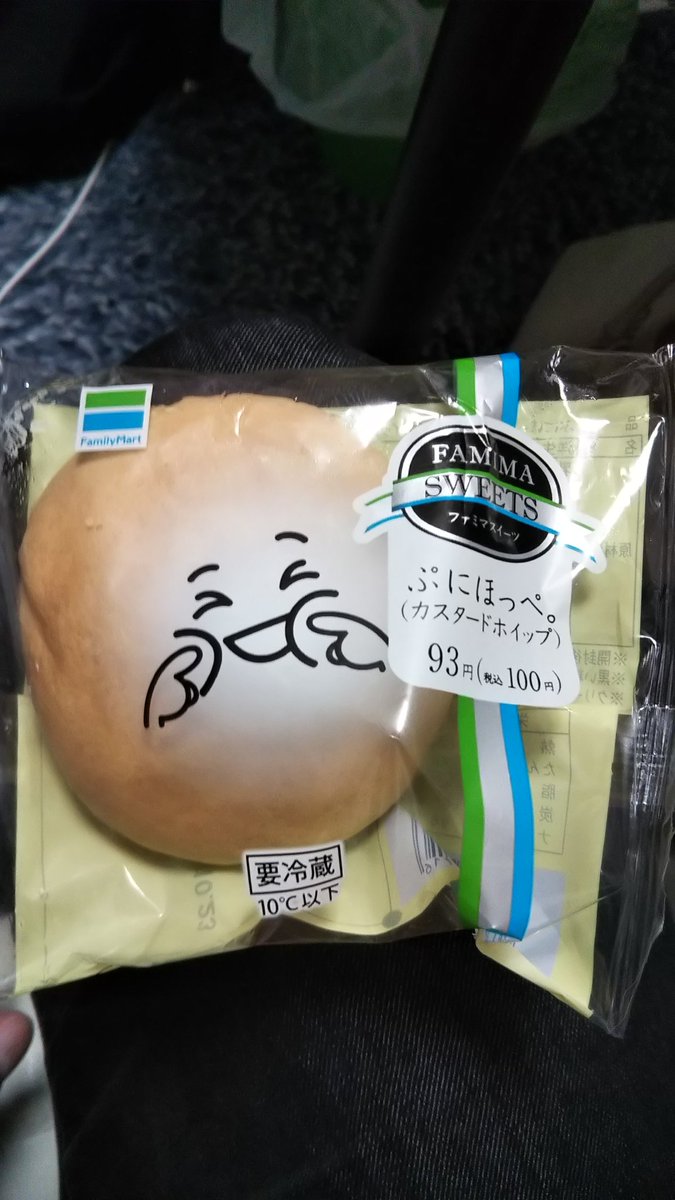 FamilyMart
FAMIMA
SWEETS
ファミマスイーツ
ぷにほっぺ。
(カスタードホイップ)
93円(税込100円)
要冷蔵
10℃以下